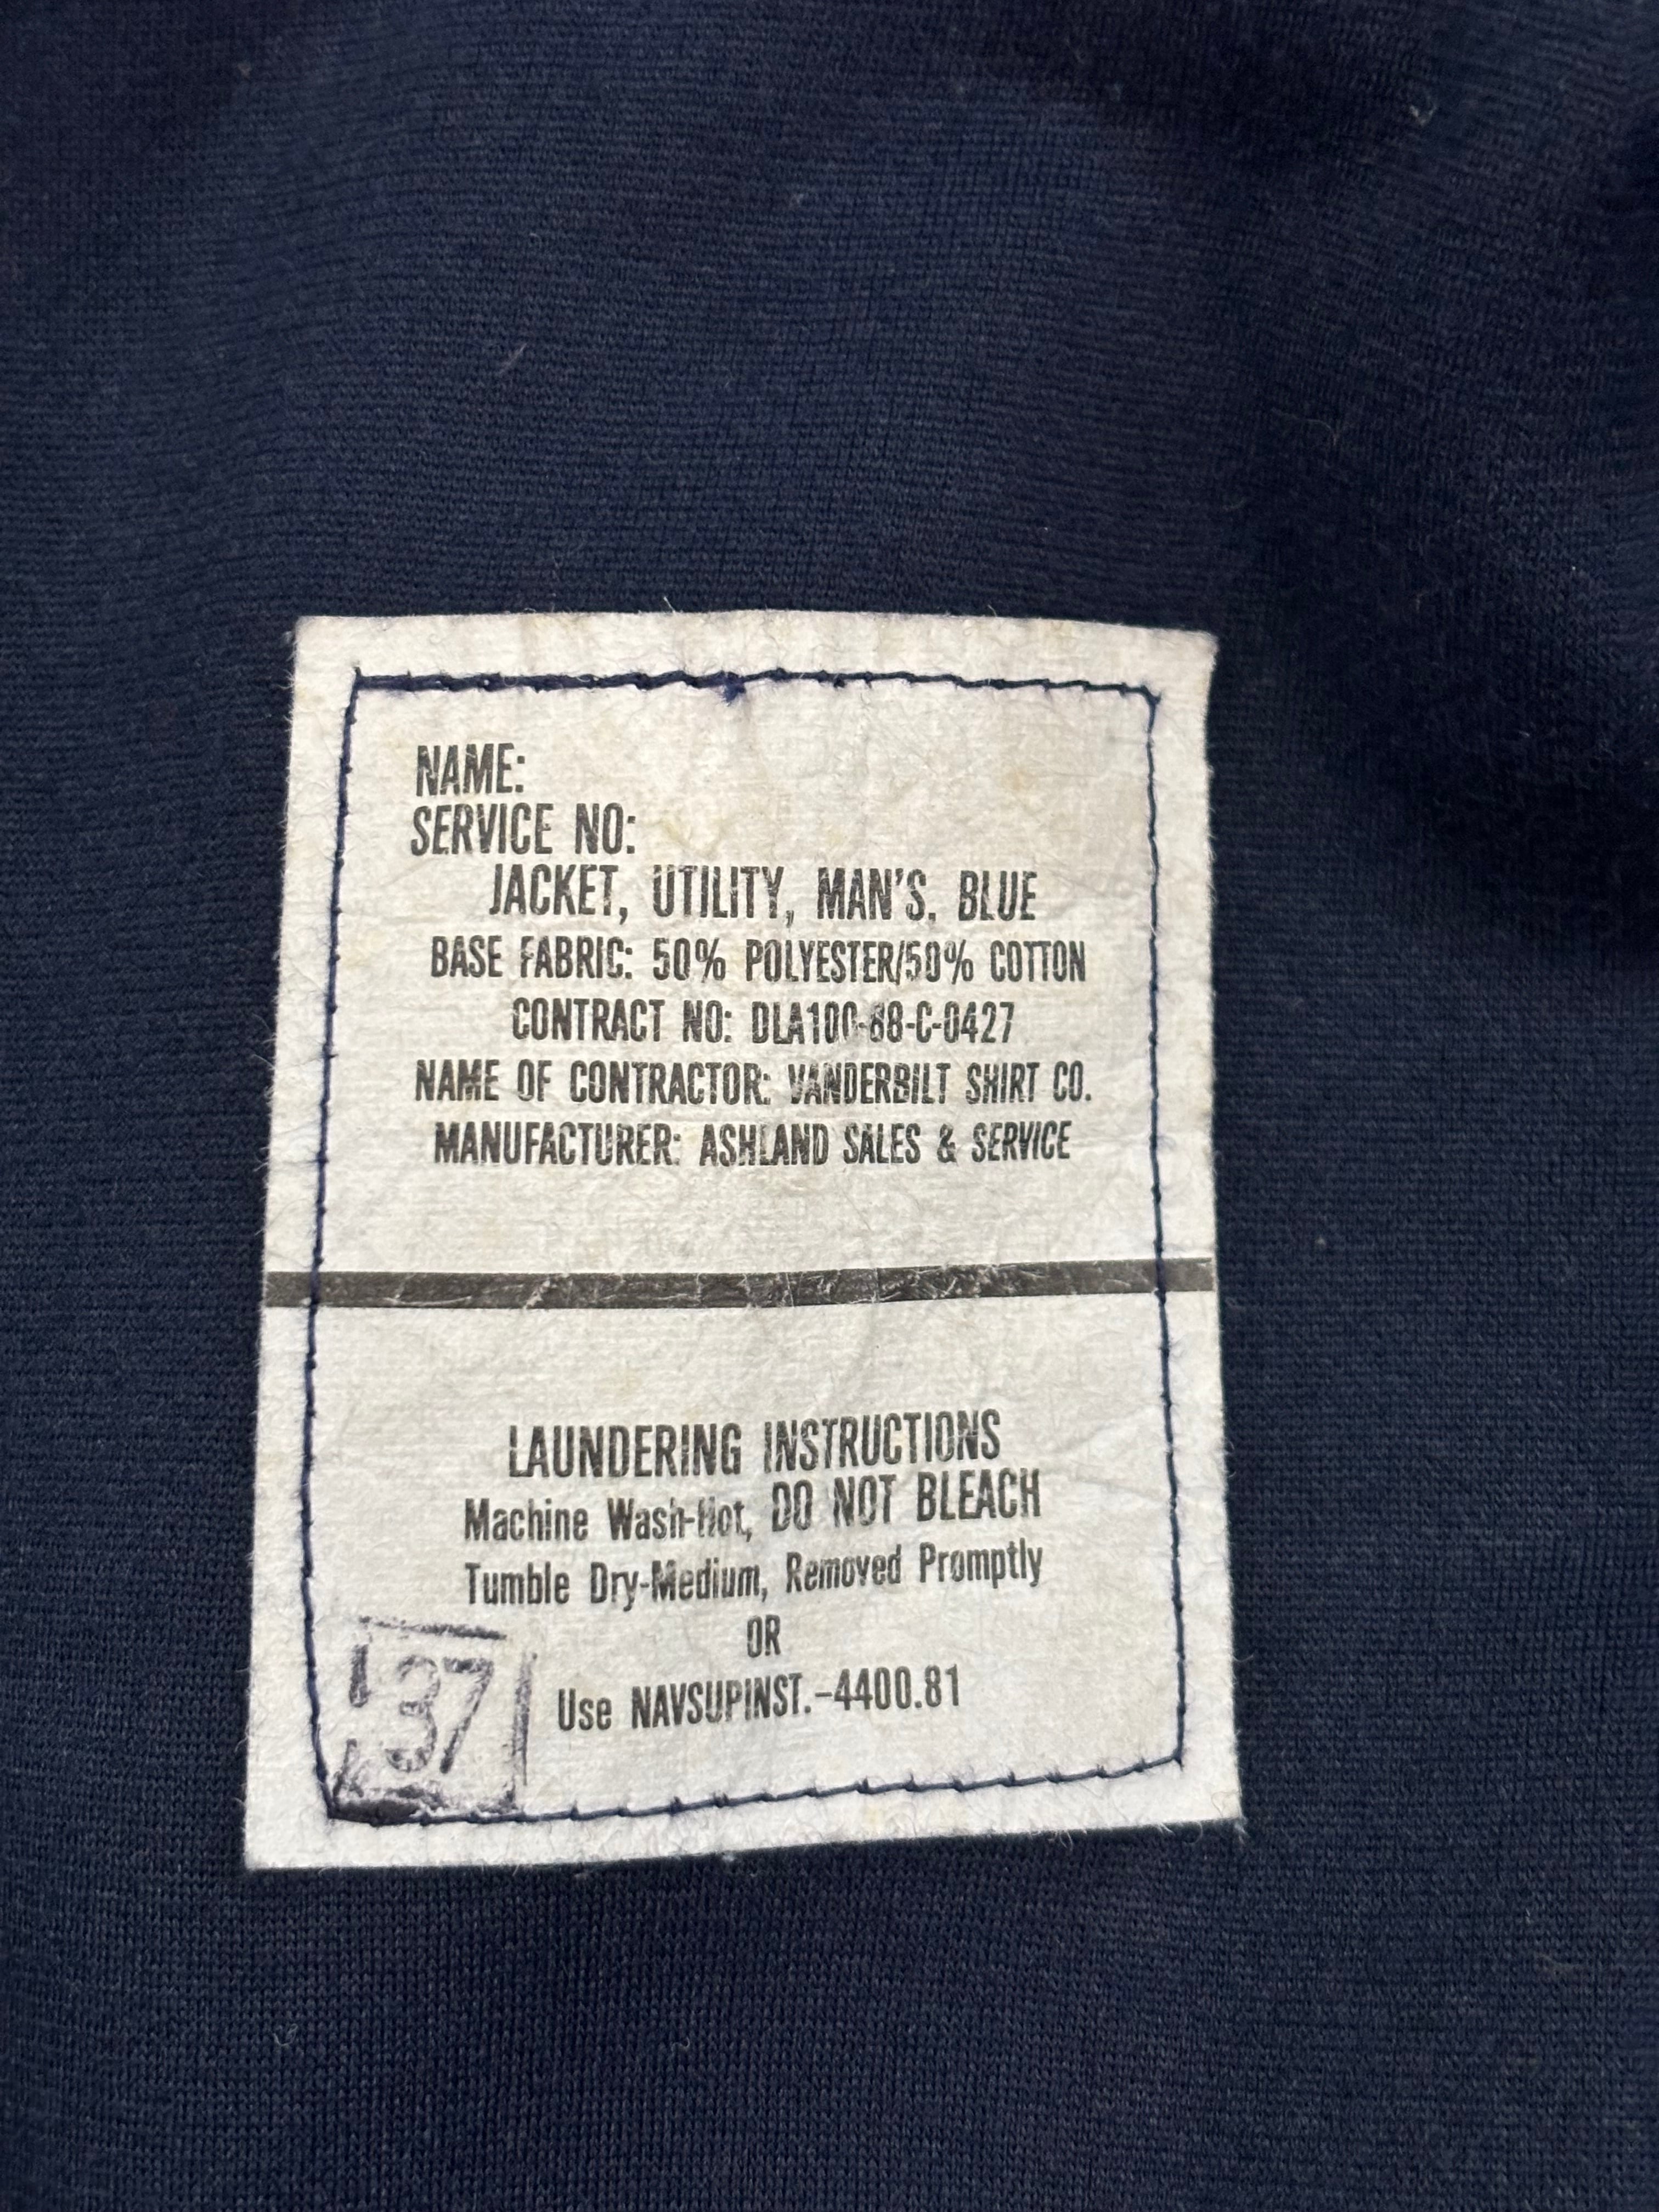 NAME:
SERVICE NO:
JACKET, UTILITY, MAN'S, BLUE
BASE FABRIC: 50% POLYESTER/50% COTTON
CONTRACT NO: DLA100-88-C-0427
NAME OF CONTRACTOR: VANDERBILT SHIRT CO.
MANUFACTURER: ASHLAND SALES & SERVICE
LAUNDERING INSTRUCTIONS
Machine Wash-Hot, DO NOT BLEACH
Tumble Dry-Medium, Removed Promptly
OR
Use NAVSUPINST.-4400.81
37